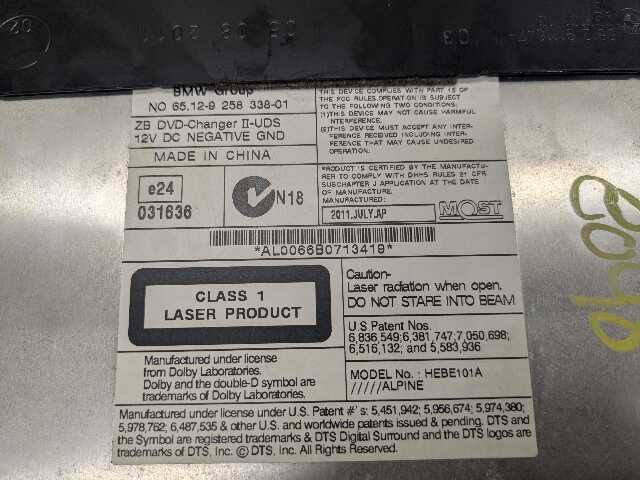 05 08 2011
03
02
BMW Group
NO 65.12-9 258 338-01
ZB DVD-Changer II-UDS
12V DC NEGATIVE GND
MADE IN CHINA
THIS DEVICE COMPLIES WITH PART 15 OF
THE FCC RULES.OPERATION IS SUBJECT
TO THE FOLLOWING TWO CONDITIONS:
(1)THIS DEVICE MAY NOT CAUSE HARMFUL
INTERFERENCE.
(2)THIS DEVICE MUST ACCEPT ANY INTER-
FERENCE RECEIVED INCLUDING INTER-
FERENCE THAT MAY CAUSE UNDESIRED
OPERATION.
e24
031636
N18
PRODUCT IS CERTIFIED BY THE MANUFACTU-
RER TO COMPLY WITH DHHS RULES 21 CFR
SUBCHAPTER J APPLICATION AT THE DATE
OF MANUFACTURE.
MANUFACTURED:
2011.JULY.AP
MOST
*AL0066B0713419*
CLASS 1
LASER PRODUCT
Caution-
Laser radiation when open.
DO NOT STARE INTO BEAM
U.S Patent Nos.
6,836,549;6,381,747;7,050,698;
6,516,132; and 5,583,936
Manufactured under license
from Dolby Laboratories.
Dolby and the double-D symbol are
trademarks of Dolby Laboratories.
MODEL No. : HEBE101A
/////ALPINE
Manufactured under license under U.S. Patent #'s: 5,451,942; 5,956,674; 5,974,380;
5,978,762; 6,487,535 & other U.S. and worldwide patents issued & pending. DTS and
the Symbol are registered trademarks & DTS Digital Surround and the DTS logos are
trademarks of DTS, Inc. © DTS, Inc. All Rights Reserved.